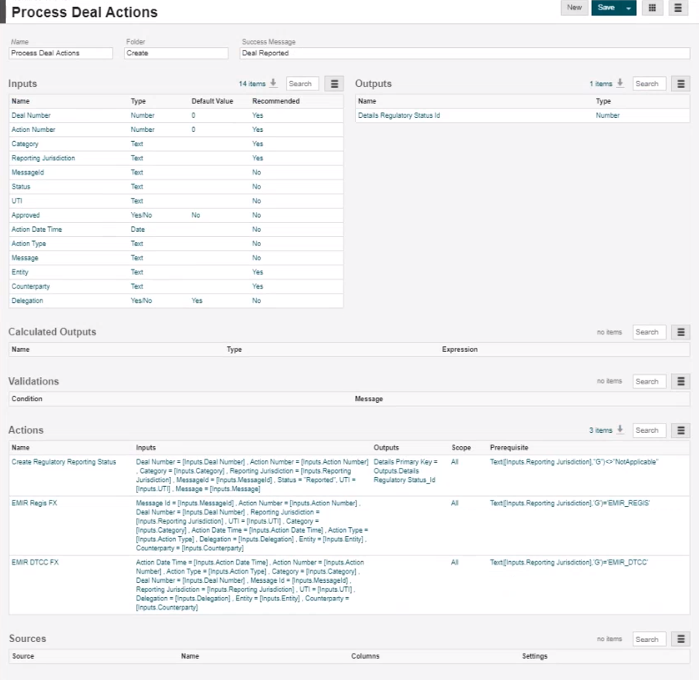 Process Deal Actions
New Save
Name Folder Success Message
Process Deal Actions Create Deal Reported
Inputs 14 items Search
Name Type Default Value Recommended
Deal Number Number 0 Yes
Action Number Number 0 Yes
Category Text Yes
Reporting Jurisdiction Text Yes
MessageId Text No
Status Text No
UTI Text No
Approved Yes/No No No
Action Date Time Date No
Action Type Text No
Message Text No
Entity Text Yes
Counterparty Text Yes
Delegation Yes/No Yes No
Outputs 1 items Search
Name Type
Details Regulatory Status Id Number
Calculated Outputs no items Search
Name Type Expression
Validations no items Search
Condition Message
Actions 3 items Search
Name Inputs Outputs Scope Prerequisite
Create Regulatory Reporting Status Deal Number = [Inputs.Deal Number] , Action Number = [Inputs.Action Number] Details Primary Key = All Text([Inputs.Reporting Jurisdiction],"G")<>"NotApplicable"
, Category = [Inputs.Category] , Reporting Jurisdiction = [Inputs.Reporting Outputs.Details
Jurisdiction] , MessageId = [Inputs.MessageId] , Status = "Reported", UTI = Regulatory Status_Id
[Inputs.UTI] , Message = [Inputs.Message]
EMIR Regis FX Message Id = [Inputs.MessageId] , Action Number = [Inputs.Action Number] , All Text([Inputs.Reporting Jurisdiction],'G')='EMIR_REGIS'
Deal Number = [Inputs.Deal Number] , Reporting Jurisdiction =
[Inputs.Reporting Jurisdiction] , UTI = [Inputs.UTI] , Category =
[Inputs.Category] , Action Date Time = [Inputs.Action Date Time] , Action Type =
[Inputs.Action Type] , Delegation = [Inputs.Delegation] , Entity = [Inputs.Entity] ,
Counterparty = [Inputs.Counterparty]
EMIR DTCC FX Action Date Time = [Inputs.Action Date Time] , Action Number = [Inputs.Action All Text([Inputs.Reporting Jurisdiction],'G')='EMIR_DTCC'
Number] , Action Type = [Inputs.Action Type] , Category = [Inputs.Category] ,
Deal Number = [Inputs.Deal Number] , Message Id = [Inputs.MessageId] ,
Reporting Jurisdiction = [Inputs.Reporting Jurisdiction] , UTI = [Inputs.UTI] ,
Delegation = [Inputs.Delegation] , Entity = [Inputs.Entity] , Counterparty =
[Inputs.Counterparty]
Sources no items Search
Source Name Columns Settings